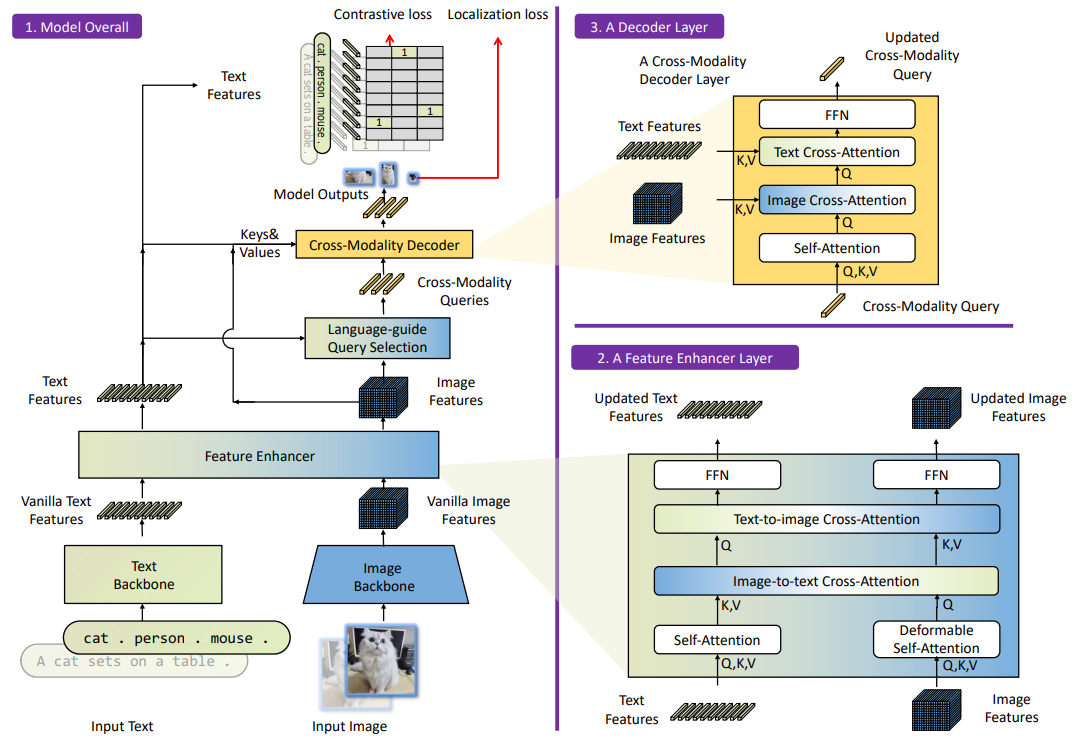 1. Model Overall
Contrastive loss
Localization loss
cat . person . mouse .
A cat sets on a table .
1
1
1
1
Text
Features
Model Outputs
Keys&
Values
Cross-Modality Decoder
Cross-Modality
Queries
Language-guide
Query Selection
Text
Features
Image
Features
Feature Enhancer
Vanilla Text
Features
Vanilla Image
Features
Text
Backbone
Image
Backbone
cat . person . mouse .
A cat sets on a table .
Input Text
Input Image
3. A Decoder Layer
A Cross-Modality
Decoder Layer
Updated
Cross-Modality
Query
FFN
Text Features
K,V
Text Cross-Attention
Q
Image Cross-Attention
K,V
Image Features
Q
Self-Attention
Q,K,V
Cross-Modality Query
2. A Feature Enhancer Layer
Updated Text
Features
Updated Image
Features
FFN
FFN
Text-to-image Cross-Attention
Q
K,V
Image-to-text Cross-Attention
K,V
Q
Self-Attention
Deformable
Self-Attention
Q,K,V
Q,K,V
Text
Features
Image
Features